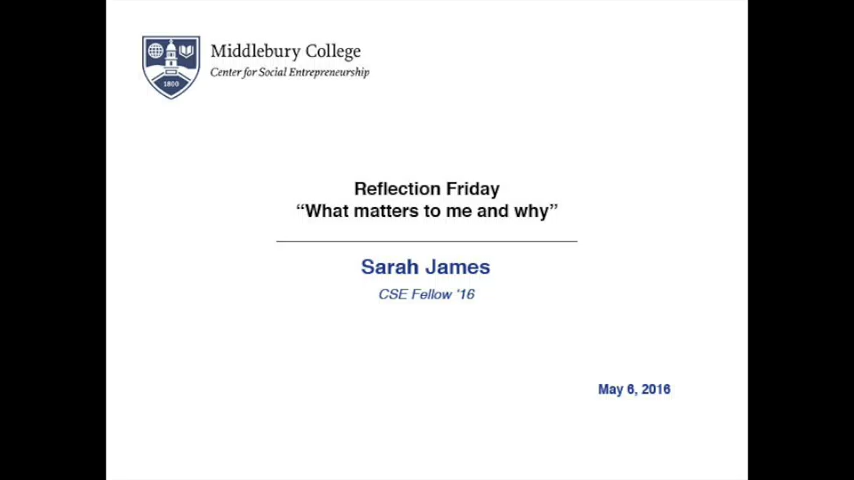 Middlebury College
Center for Social Entrepreneurship
1800
Reflection Friday
“What matters to me and why”
Sarah James
CSE Fellow ‘16
May 6, 2016